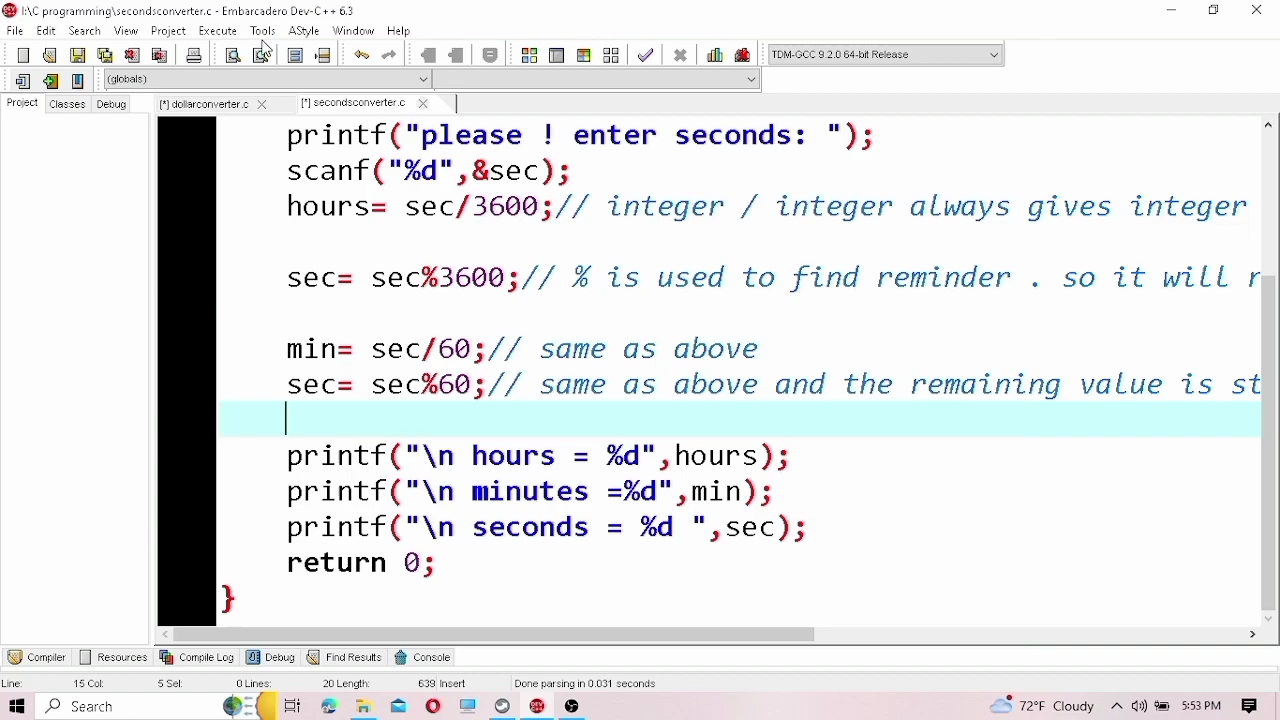 I:\C programming\secondsconverter.c - Embarcadero Dev-C++ 6.3
File Edit Search View Project Execute Tools AStyle Window Help
TDM-GCC 9.2.0 64-bit Release
(globals)
Project Classes Debug [*] dollarconverter.c [*] secondsconverter.c
printf("please ! enter seconds: ");
scanf("%d",&sec);
hours= sec/3600;// integer / integer always gives integer
sec= sec%3600;// % is used to find reminder . so it will r
min= sec/60;// same as above
sec= sec%60;// same as above and the remaining value is st
printf("\n hours = %d",hours);
printf("\n minutes =%d",min);
printf("\n seconds = %d ",sec);
return 0;
}
Compiler Resources Compile Log Debug Find Results Console
Line: 15 Col: 5 Sel: 0 Lines: 20 Length: 639 Insert Done parsing in 0.031 seconds
Search 72°F Cloudy 5:53 PM